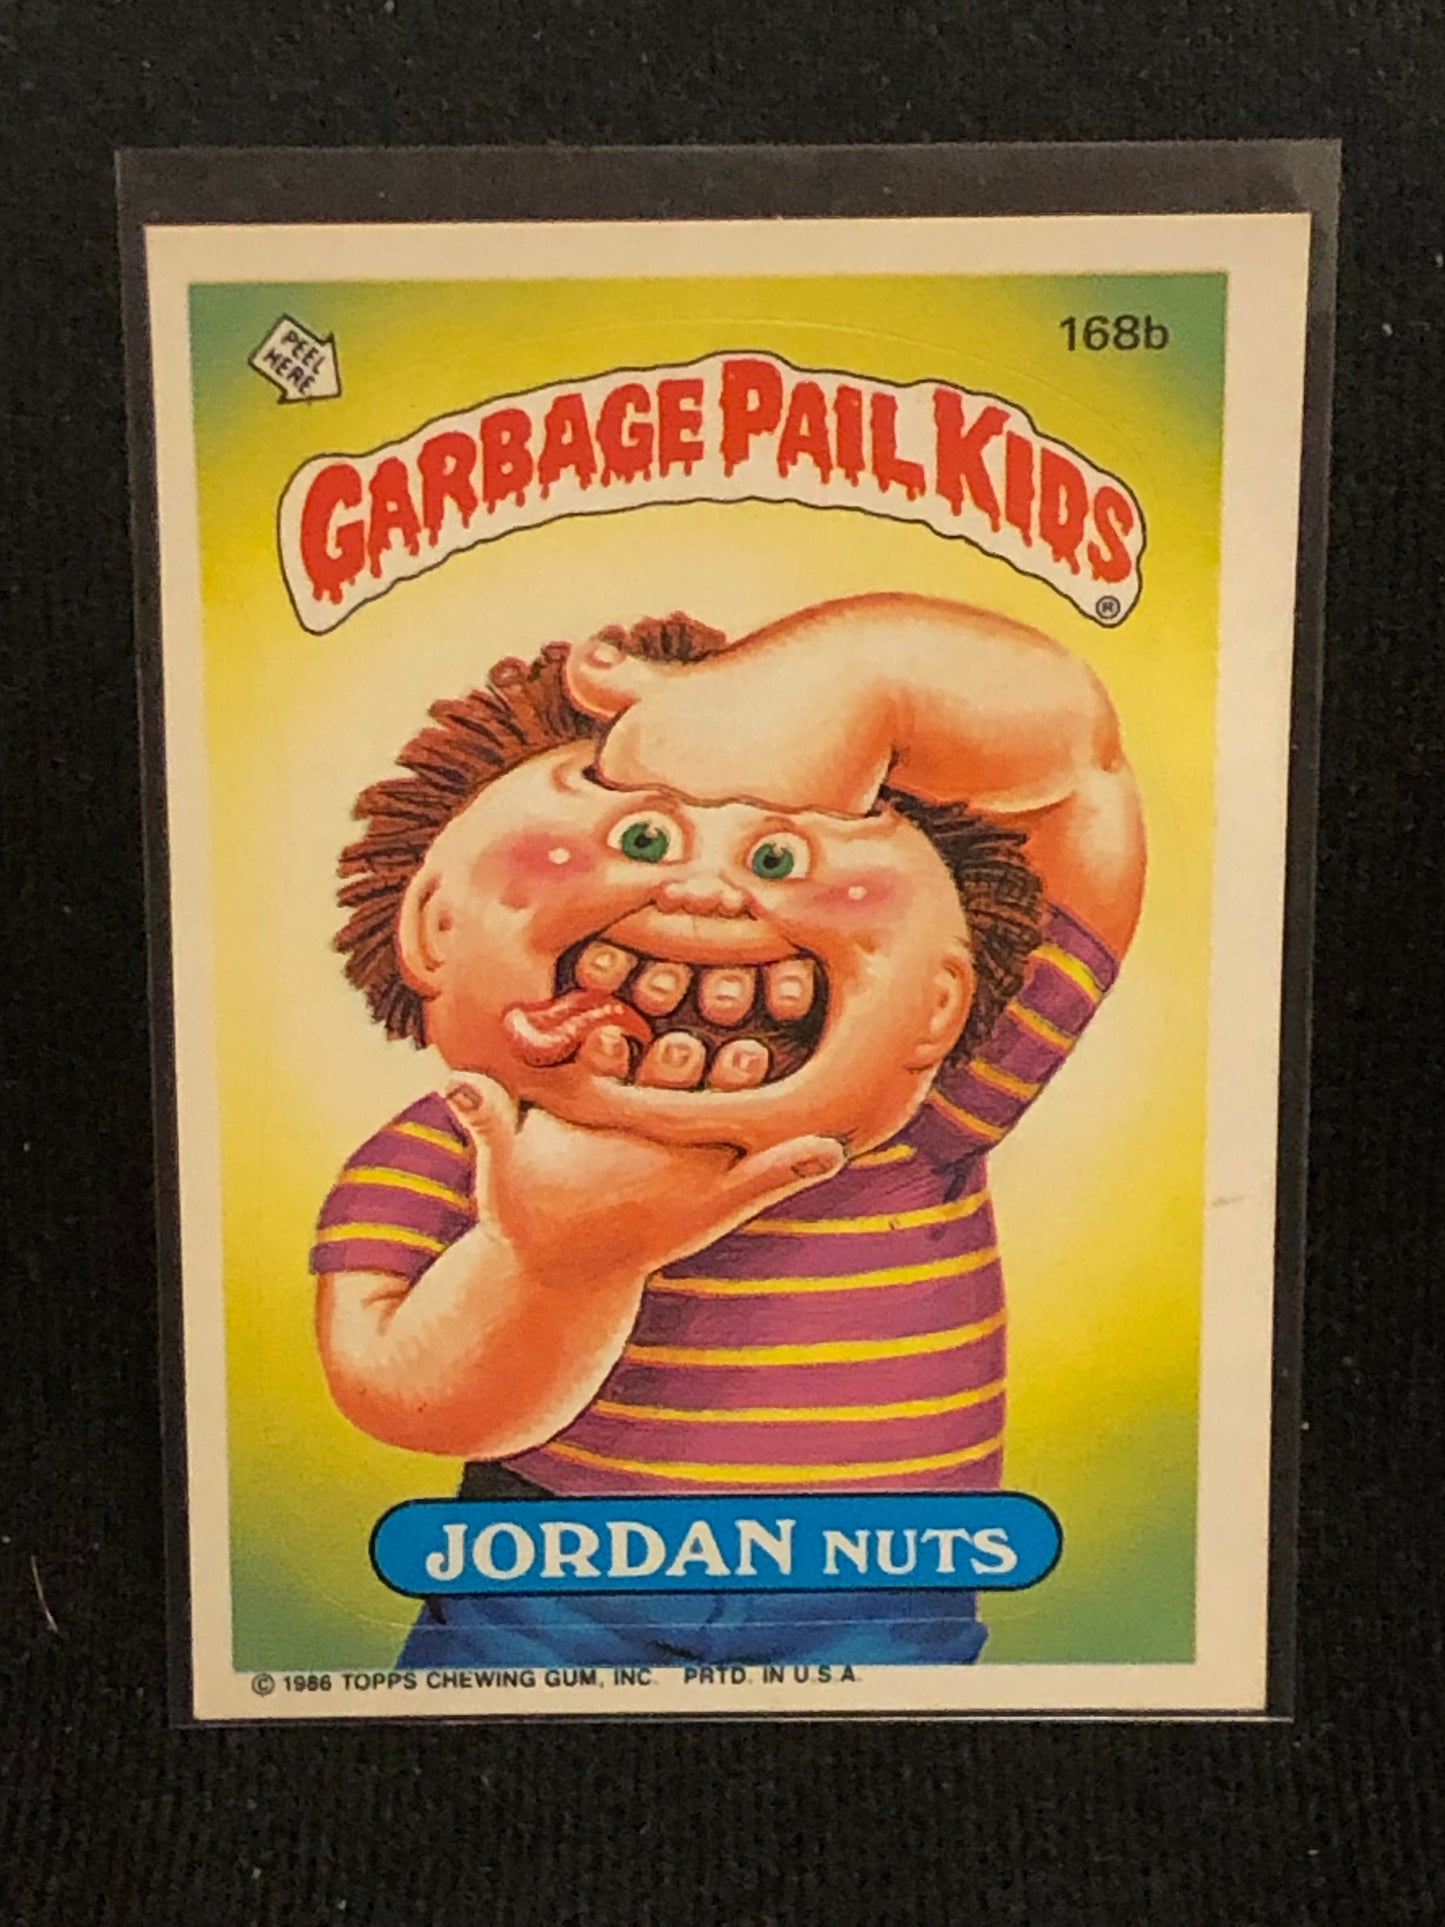 PEEL
HERE
168b
GARBAGE PAIL KIDS
®
JORDAN NUTS
© 1986 TOPPS CHEWING GUM, INC. PRTD. IN U.S.A.